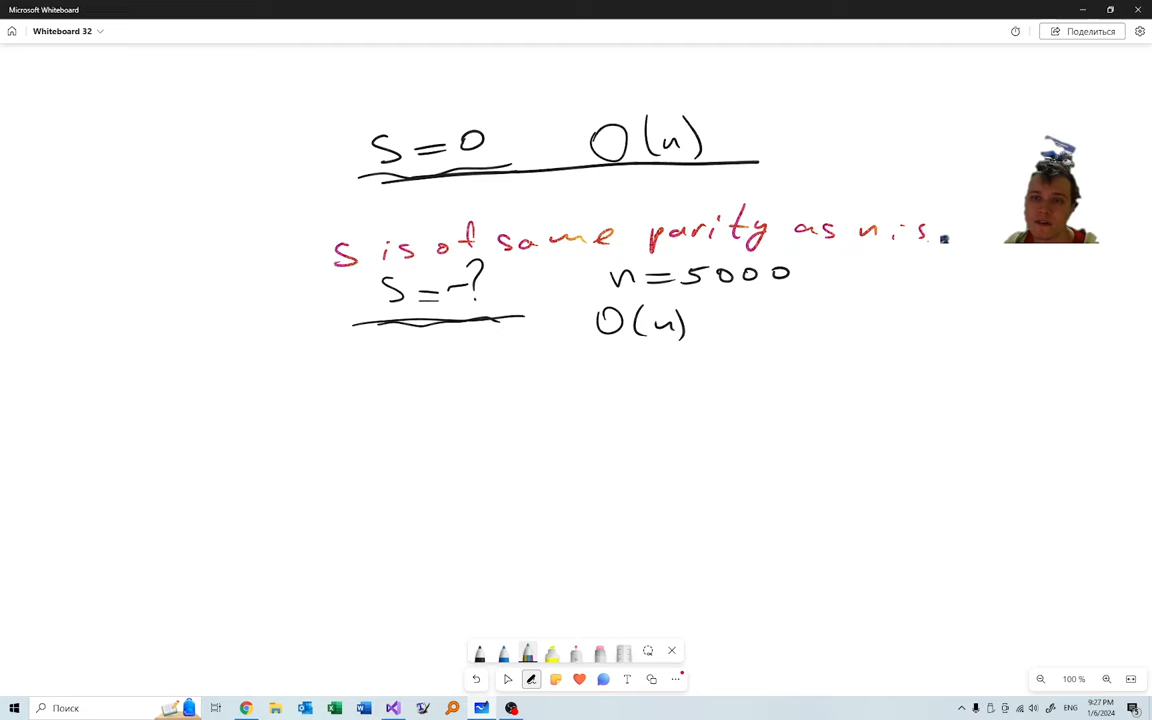 Microsoft Whiteboard
Whiteboard 32
Поделиться
S = 0 O(n)
S is of same parity as n is.
S = -?
n = 5000
O(n)
100 %
Поиск
ENG
9:27 PM
1/6/2024
5